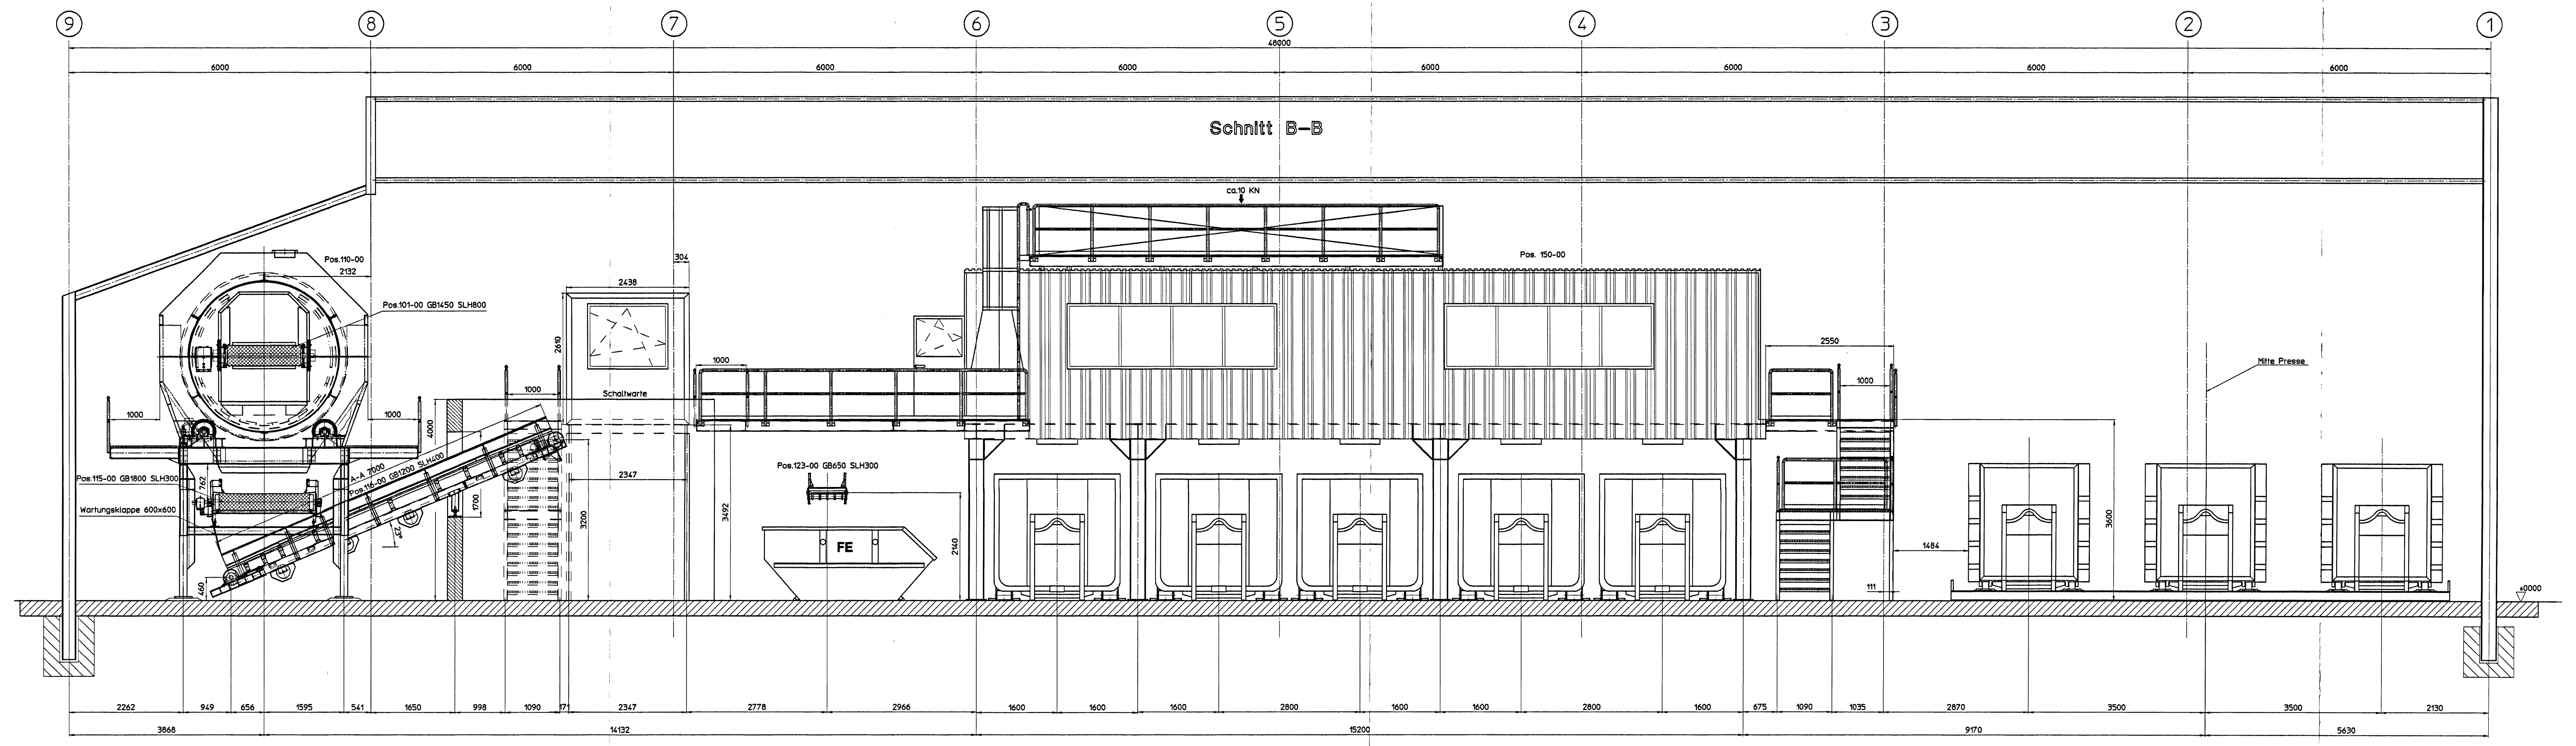 9 8 7 6 5 4 3 2 1
48000
6000 6000 6000 6000 6000 6000 6000 6000
Schnitt B-B
ca.10 KN
Pos.110-00
2132
304
Pos. 150-00
2438
Pos.101-00 GB1450 SLH800
2610
2550
1000
Mitte Presse
1000 1000 1000 1000
Schaltwarte
4000
A-A 7000
Pos.116-00 GB1200 SLH400
Pos.115-00 GB1800 SLH300
762
2347
Pos.123-00 GB650 SLH300
Wartungsklappe 600x600
1700
23°
3200
3492
3600
2140
FE
1484
460
111
±0000
2262 949 656 1595 541 1650 998 1090 171 2347 2778 2966 1600 1600 1600 2800 1600 1600 2800 1600 675 1090 1035 2870 3500 3500 2130
3868 14132 15200 9170 5630